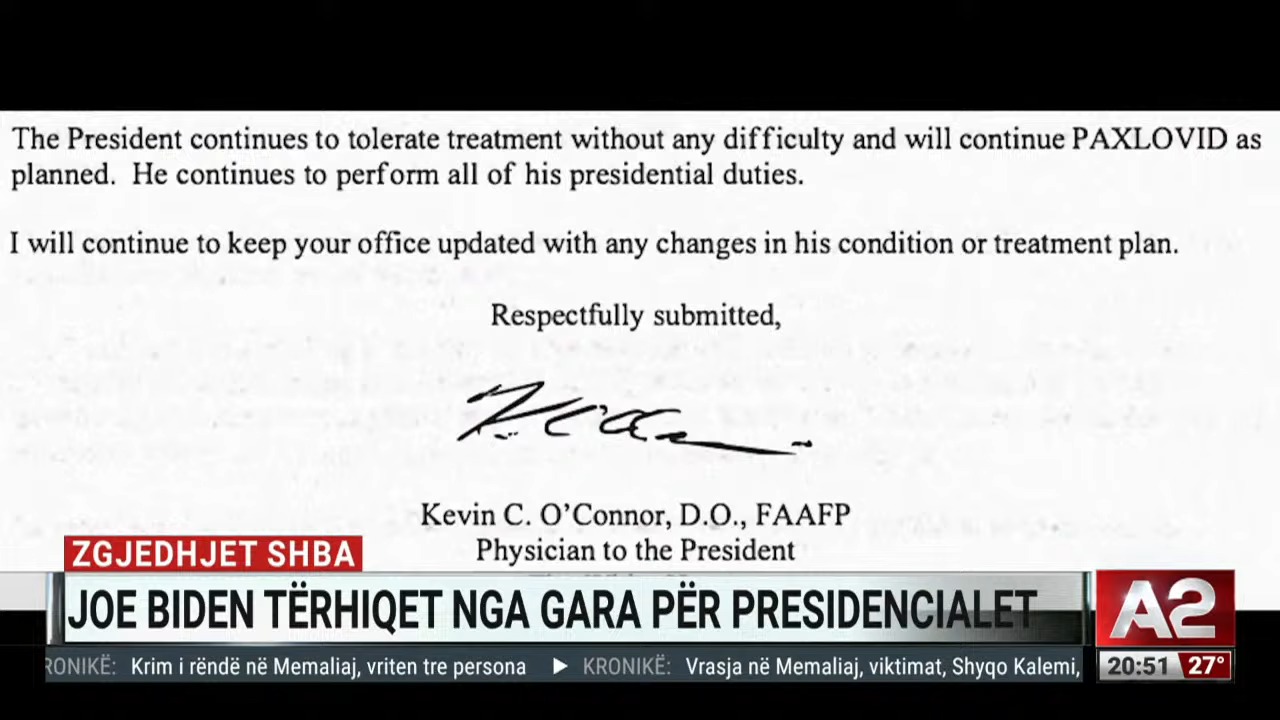 The President continues to tolerate treatment without any difficulty and will continue PAXLOVID as
planned. He continues to perform all of his presidential duties.
I will continue to keep your office updated with any changes in his condition or treatment plan.
Respectfully submitted,
Kevin C. O'Connor, D.O., FAAFP
Physician to the President
ZGJEDHJET SHBA
JOE BIDEN TËRHIQET NGA GARA PËR PRESIDENCIALET
A2
RONIKË: Krim i rëndë në Memaliaj, vriten tre persona ▶ KRONIKË: Vrasja në Memaliaj, viktimat, Shyqo Kalemi,
20:51 27°